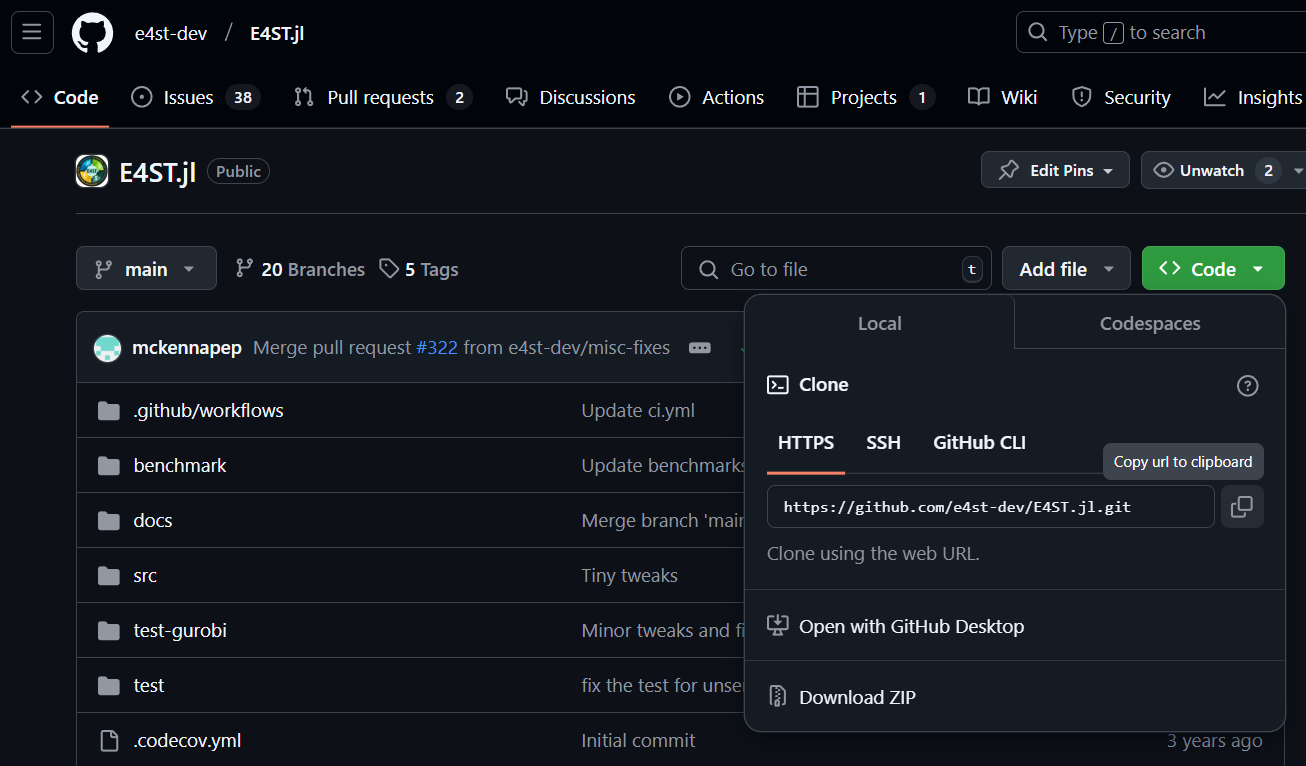 e4st-dev / E4ST.jl
Type / to search
Code
Issues 38
Pull requests 2
Discussions
Actions
Projects 1
Wiki
Security
Insights
E4ST.jl Public
Edit Pins
Unwatch 2
main
20 Branches
5 Tags
Go to file t
Add file
Code
mckennapep Merge pull request #322 from e4st-dev/misc-fixes
.github/workflows Update ci.yml
benchmark Update benchmarks
docs Merge branch 'main
src Tiny tweaks
test-gurobi Minor tweaks and
test fix the test for
.codecov.yml Initial commit 3 years ago
Local
Codespaces
Clone
HTTPS
SSH
GitHub CLI
Copy url to clipboard
https://github.com/e4st-dev/E4ST.jl.git
Clone using the web URL.
Open with GitHub Desktop
Download ZIP